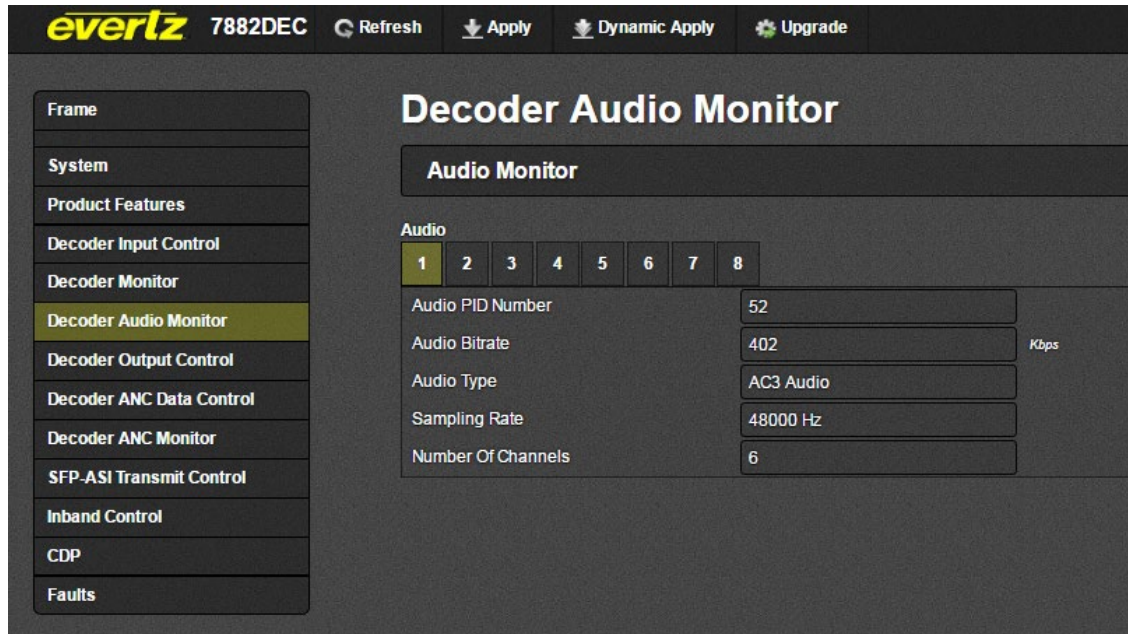 evertz 7882DEC Refresh Apply Dynamic Apply Upgrade
Frame
System
Product Features
Decoder Input Control
Decoder Monitor
Decoder Audio Monitor
Decoder Output Control
Decoder ANC Data Control
Decoder ANC Monitor
SFP-ASI Transmit Control
Inband Control
CDP
Faults
Decoder Audio Monitor
Audio Monitor
Audio
1 2 3 4 5 6 7 8
Audio PID Number 52
Audio Bitrate 402 Kbps
Audio Type AC3 Audio
Sampling Rate 48000 Hz
Number Of Channels 6